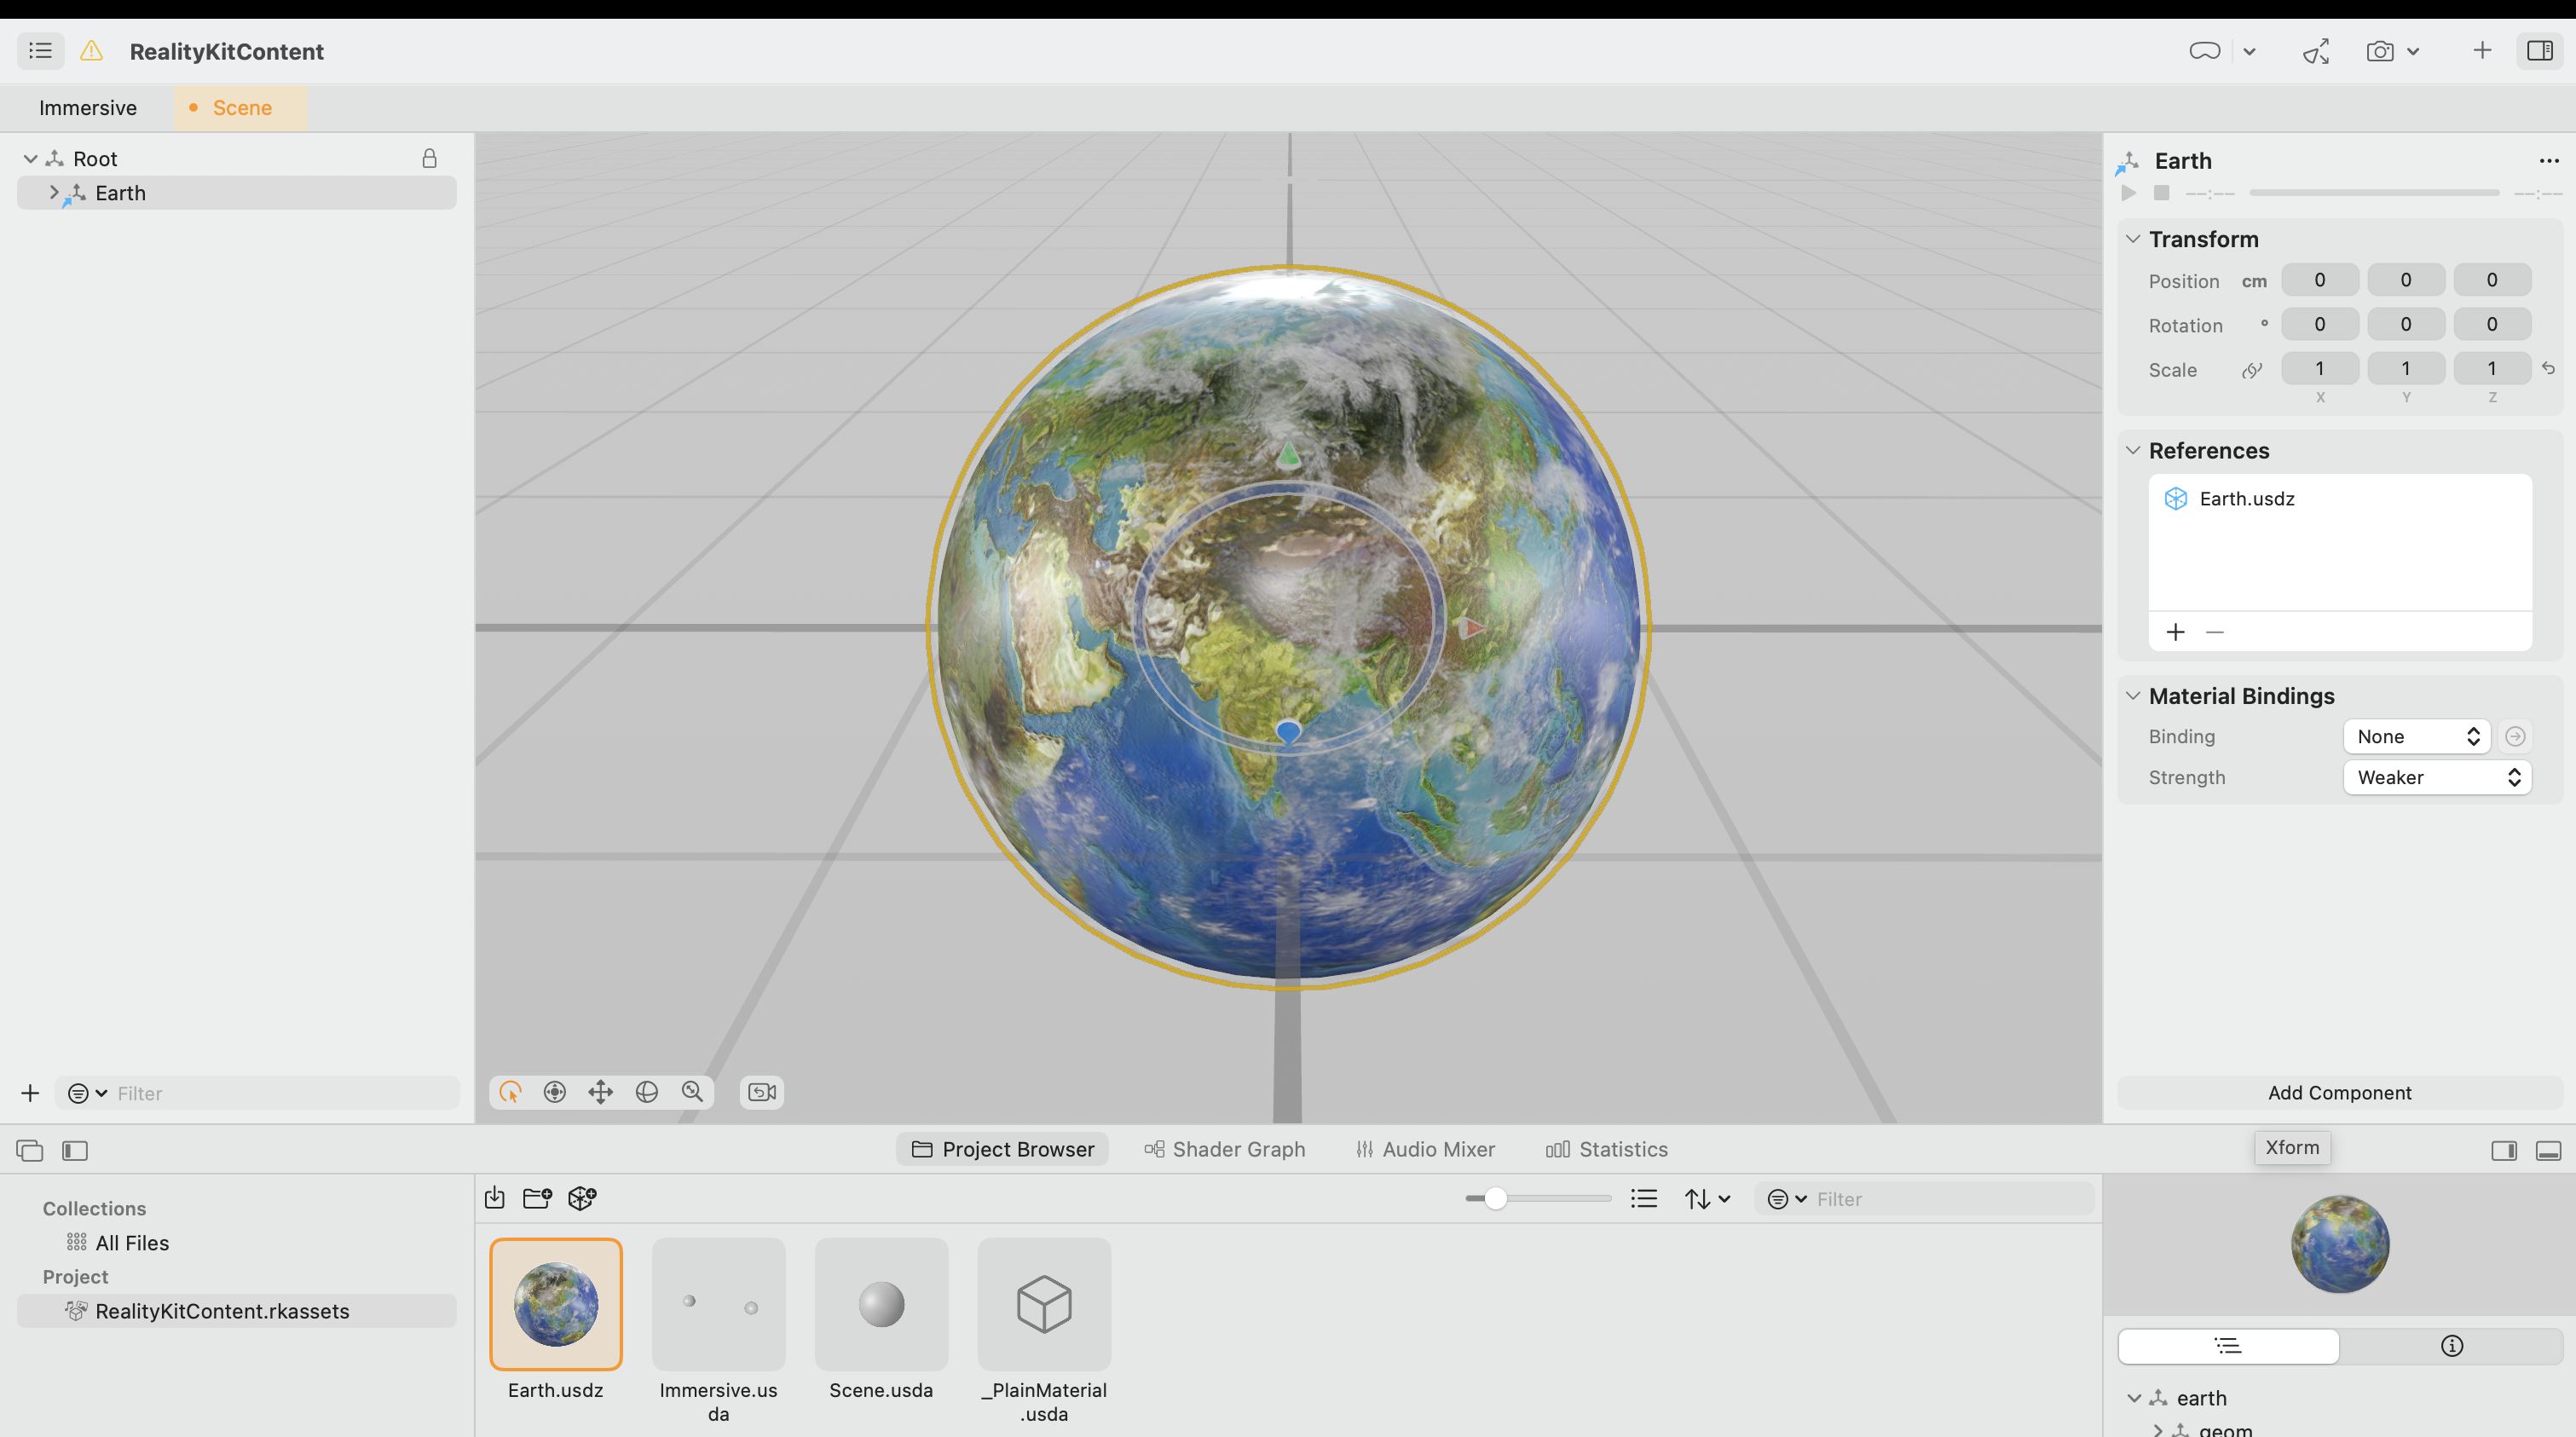 RealityKitContent
Immersive
Scene
Root
Earth
Filter
Earth
--:--
--:--
Transform
Position cm 0 0 0
Rotation ° 0 0 0
Scale 1 1 1
X Y Z
References
Earth.usdz
Material Bindings
Binding None
Strength Weaker
Add Component
Project Browser
Shader Graph
Audio Mixer
Statistics
Xform
Collections
All Files
Project
RealityKitContent.rkassets
Filter
Earth.usdz
Immersive.us
da
Scene.usda
_PlainMaterial
.usda
earth
geom